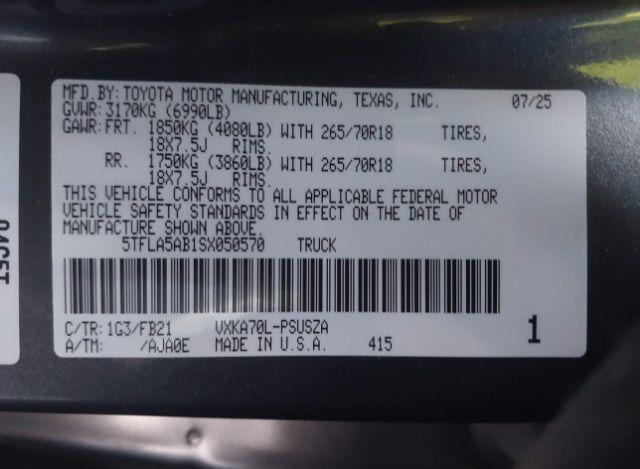 MFD.BY: TOYOTA MOTOR MANUFACTURING, TEXAS, INC. 07/25
GVWR: 3170KG (6990LB)
GAWR: FRT. 1850KG (4080LB) WITH 265/70R18 TIRES,
18X7.5J RIMS.
RR. 1750KG (3860LB) WITH 265/70R18 TIRES,
18X7.5J RIMS.
THIS VEHICLE CONFORMS TO ALL APPLICABLE FEDERAL MOTOR
VEHICLE SAFETY STANDARDS IN EFFECT ON THE DATE OF
MANUFACTURE SHOWN ABOVE.
5TFLA5AB1SX050570 TRUCK
C/TR: 1G3/FB21 VXKA70L-PSUSZA
A/TM: /AJA0E MADE IN U.S.A. 415 1